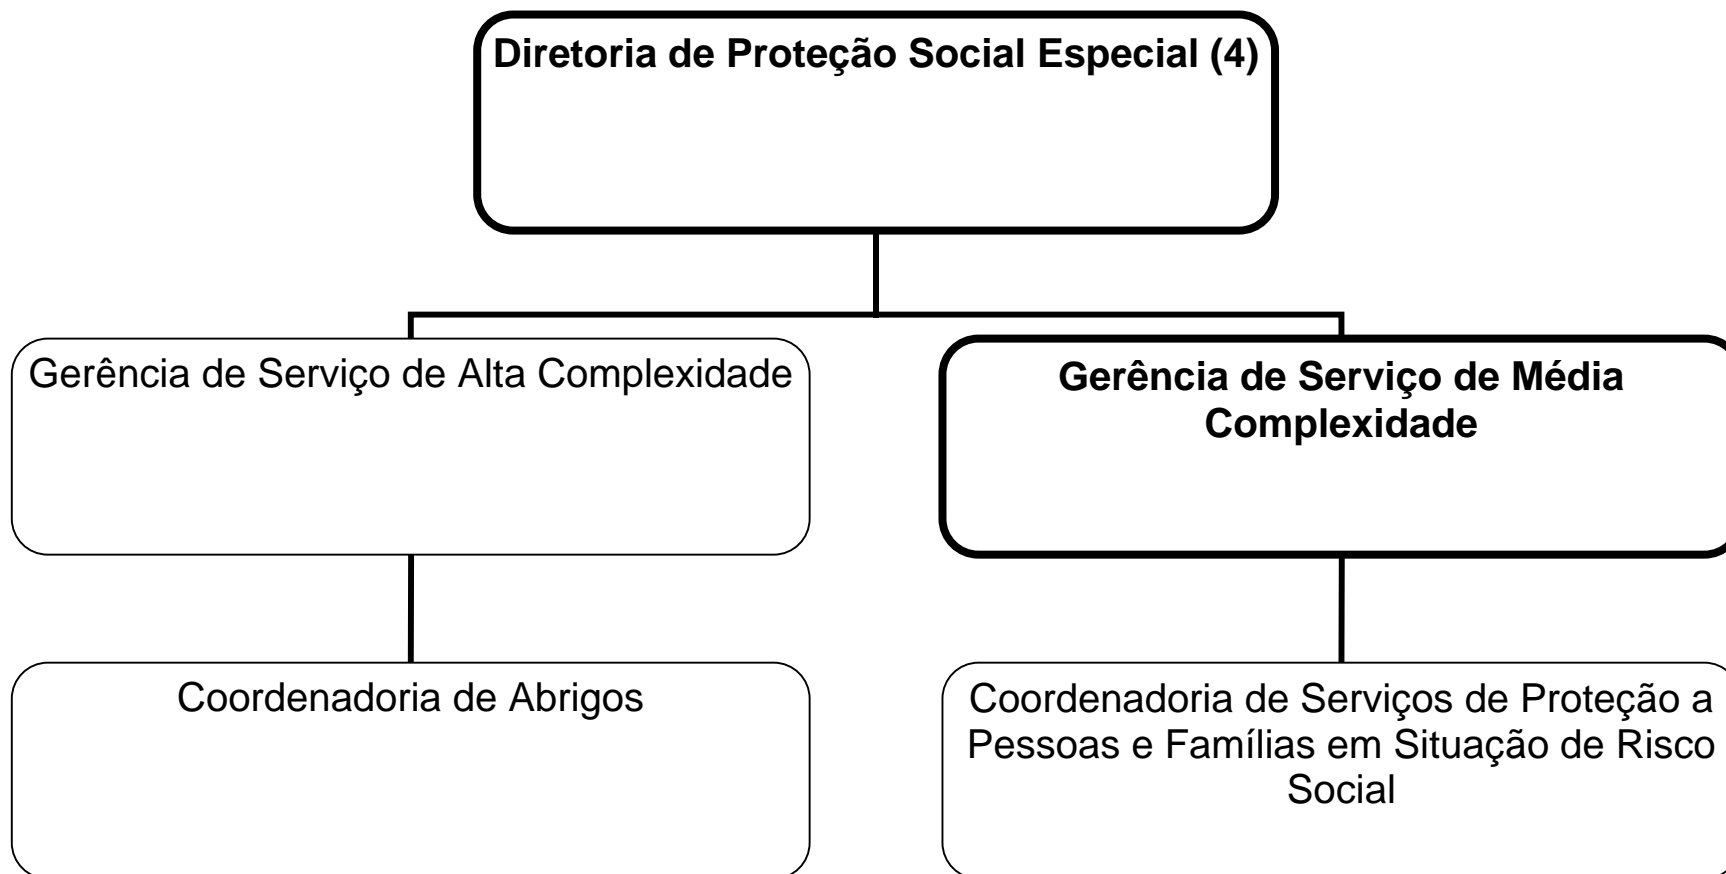 Diretoria de Proteção Social Especial (4)
Gerência de Serviço de Alta Complexidade
Gerência de Serviço de Média
Complexidade
Coordenadoria de Abrigos
Coordenadoria de Serviços de Proteção a
Pessoas e Famílias em Situação de Risco
Social